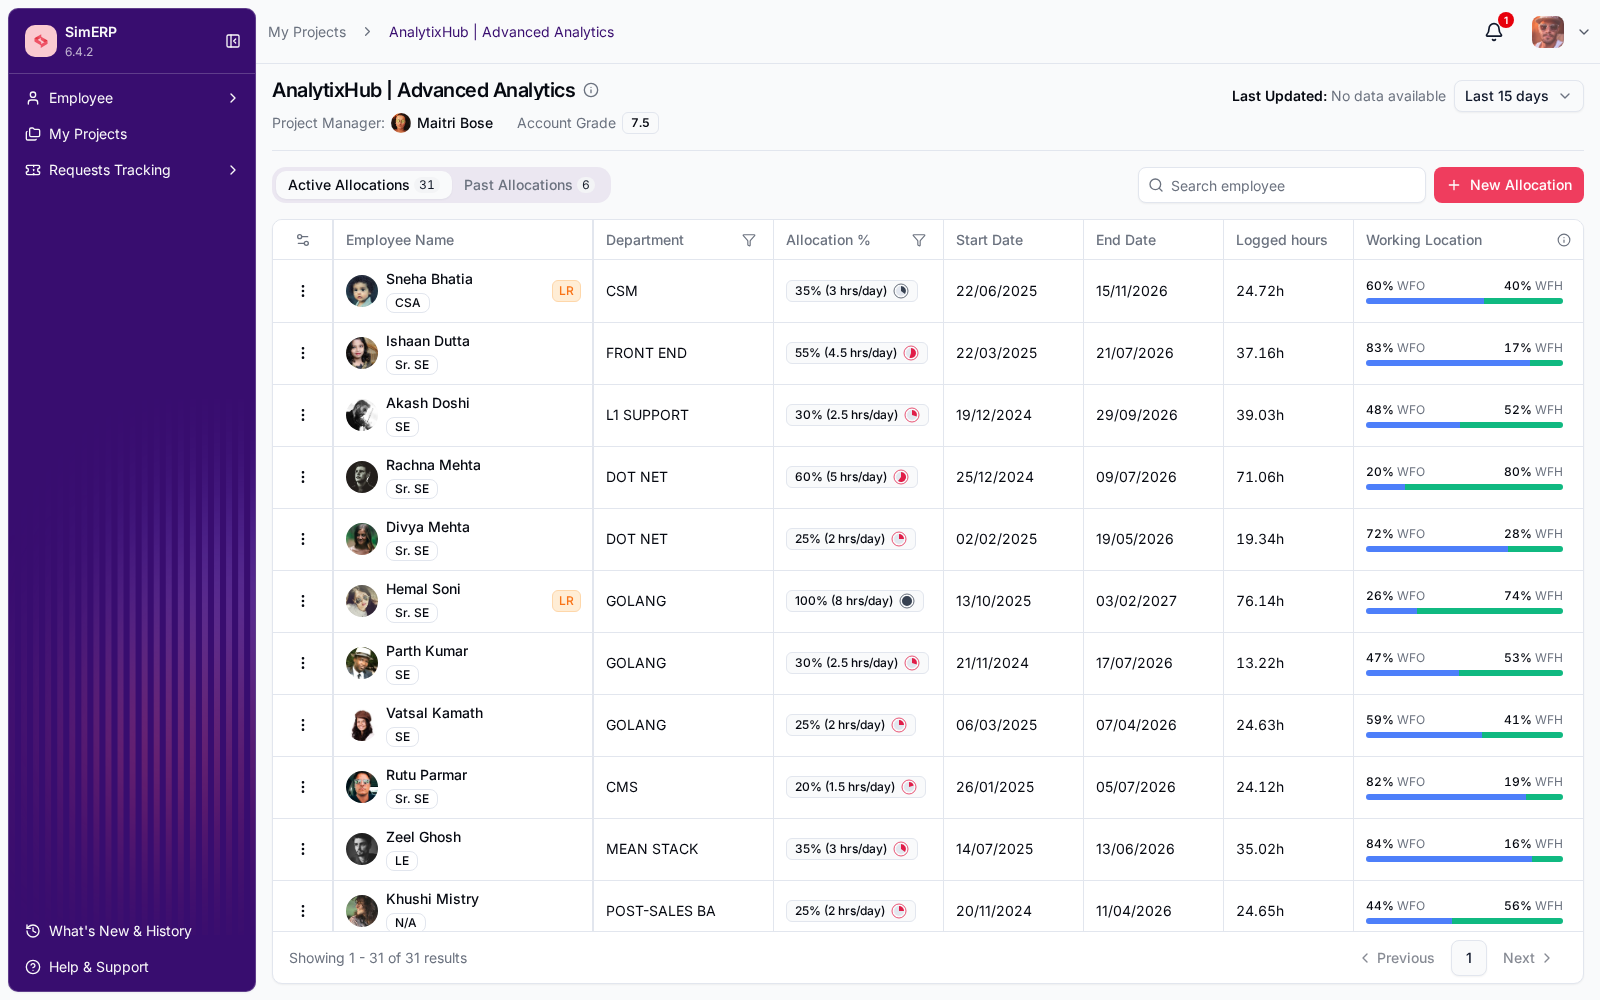 SimERP
6.4.2
Employee
My Projects
Requests Tracking
What's New & History
Help & Support
My Projects > AnalytixHub | Advanced Analytics
1
AnalytixHub | Advanced Analytics
Project Manager: Maitri Bose Account Grade 7.5
Last Updated: No data available Last 15 days
Active Allocations 31 Past Allocations 6
Search employee
+ New Allocation
Employee Name Department Allocation % Start Date End Date Logged hours Working Location
Sneha Bhatia CSA LR CSM 35% (3 hrs/day) 22/06/2025 15/11/2026 24.72h 60% WFO 40% WFH
Ishaan Dutta Sr. SE FRONT END 55% (4.5 hrs/day) 22/03/2025 21/07/2026 37.16h 83% WFO 17% WFH
Akash Doshi SE L1 SUPPORT 30% (2.5 hrs/day) 19/12/2024 29/09/2026 39.03h 48% WFO 52% WFH
Rachna Mehta Sr. SE DOT NET 60% (5 hrs/day) 25/12/2024 09/07/2026 71.06h 20% WFO 80% WFH
Divya Mehta Sr. SE DOT NET 25% (2 hrs/day) 02/02/2025 19/05/2026 19.34h 72% WFO 28% WFH
Hemal Soni Sr. SE LR GOLANG 100% (8 hrs/day) 13/10/2025 03/02/2027 76.14h 26% WFO 74% WFH
Parth Kumar SE GOLANG 30% (2.5 hrs/day) 21/11/2024 17/07/2026 13.22h 47% WFO 53% WFH
Vatsal Kamath SE GOLANG 25% (2 hrs/day) 06/03/2025 07/04/2026 24.63h 59% WFO 41% WFH
Rutu Parmar Sr. SE CMS 20% (1.5 hrs/day) 26/01/2025 05/07/2026 24.12h 82% WFO 19% WFH
Zeel Ghosh LE MEAN STACK 35% (3 hrs/day) 14/07/2025 13/06/2026 35.02h 84% WFO 16% WFH
Khushi Mistry N/A POST-SALES BA 25% (2 hrs/day) 20/11/2024 11/04/2026 24.65h 44% WFO 56% WFH
Showing 1 - 31 of 31 results
Previous 1 Next